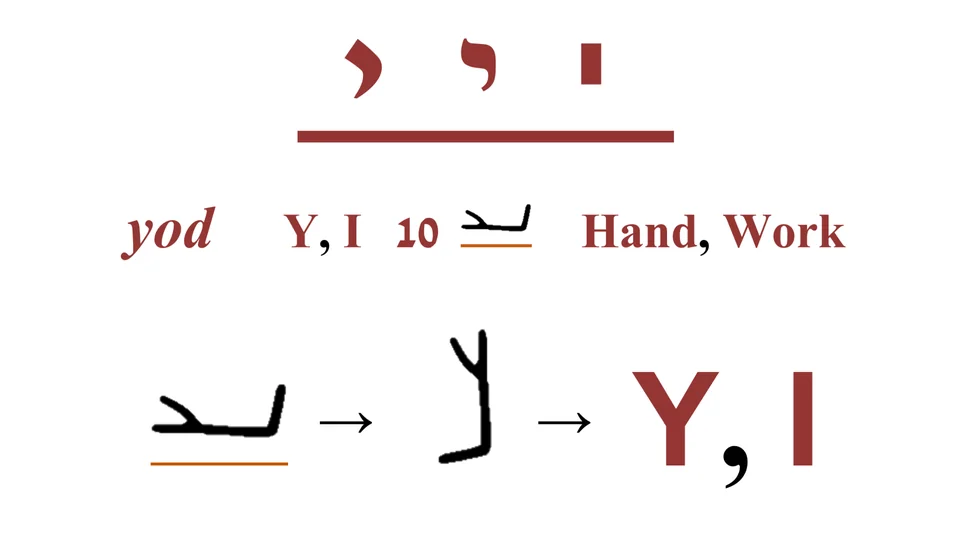 י י י
yod Y, I 10 Hand, Work
→ → Y, I